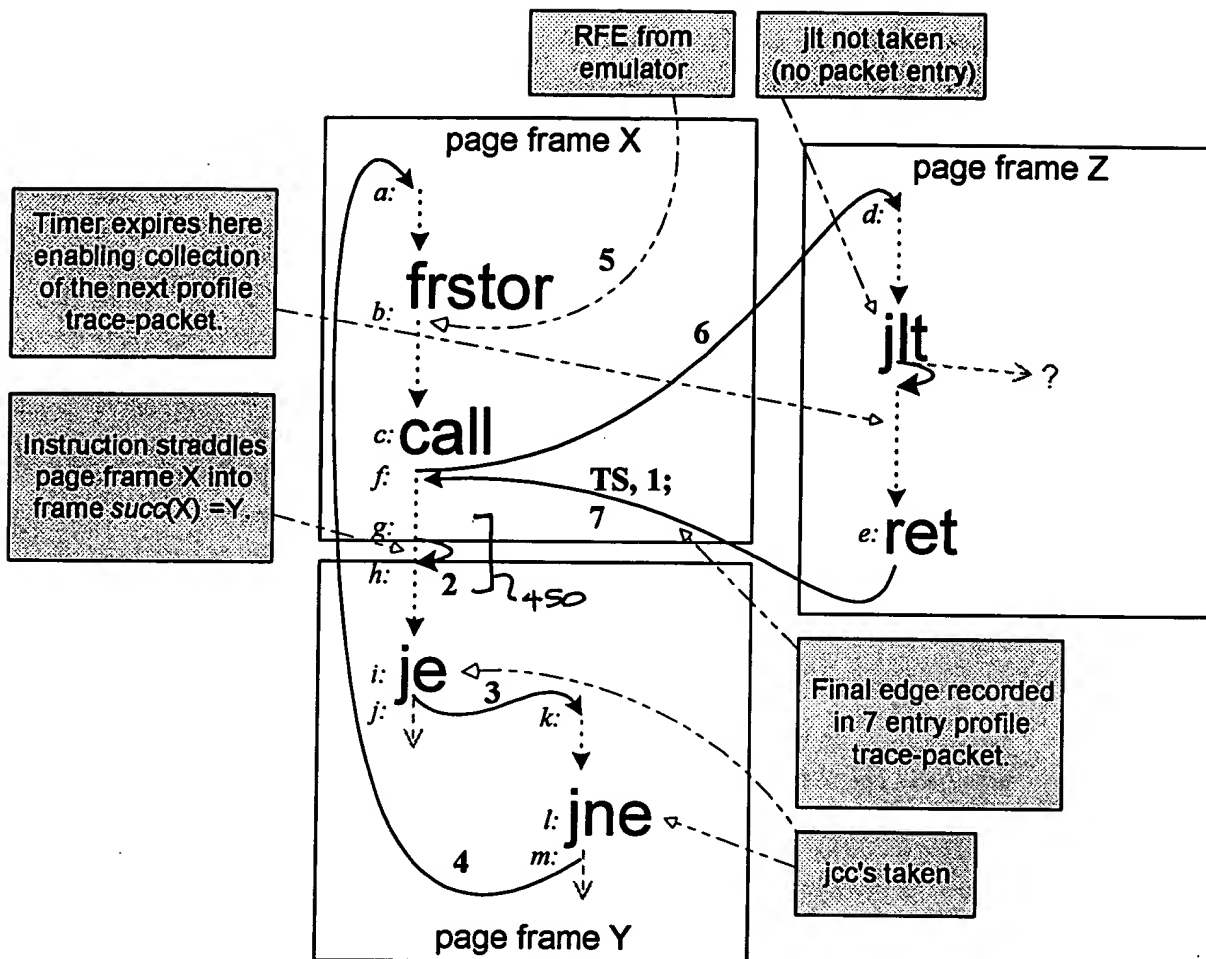 RFE from
emulator
jlt not taken
(no packet entry)
page frame X
page frame Z
Timer expires here
enabling collection
of the next profile
trace-packet.
a:
d:
5
frstor
b:
6
jlt
?
Instruction straddles
page frame X into
frame succ(X) =Y.
c: call
f:
TS, 1;
7
e: ret
g:
h:
2
450
i: je
j:
3
k:
Final edge recorded
in 7 entry profile
trace-packet.
l: jne
m:
4
jcc's taken
page frame Y